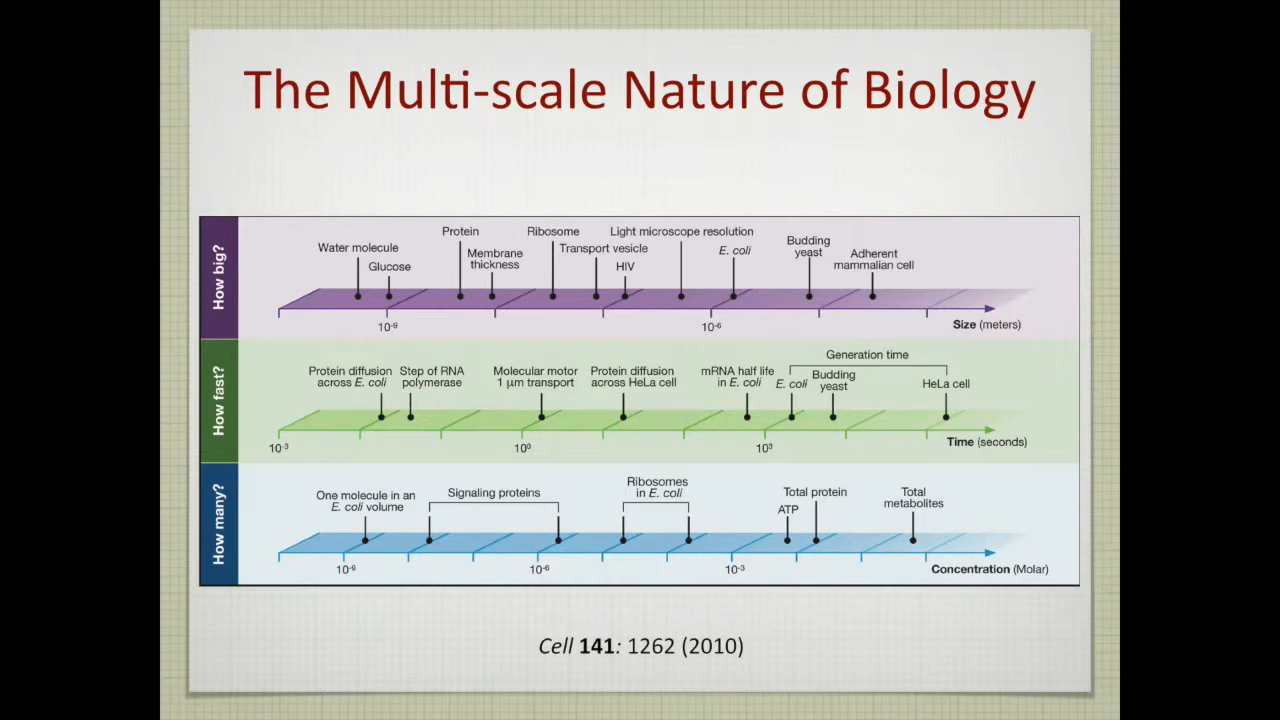 The Multi-scale Nature of Biology
How big?
Water molecule
Glucose
Protein
Membrane
thickness
Ribosome
Transport vesicle
HIV
Light microscope resolution
E. coli
Budding
yeast
Adherent
mammalian cell
10-9
10-6
Size (meters)
How fast?
Protein diffusion
across E. coli
Step of RNA
polymerase
Molecular motor
1 µm transport
Protein diffusion
across HeLa cell
mRNA half life
in E. coli
Generation time
E. coli
Budding
yeast
HeLa cell
10-3
100
103
Time (seconds)
How many?
One molecule in an
E. coli volume
Signaling proteins
Ribosomes
in E. coli
ATP
Total protein
Total
metabolites
10-9
10-6
10-3
Concentration (Molar)
Cell 141: 1262 (2010)